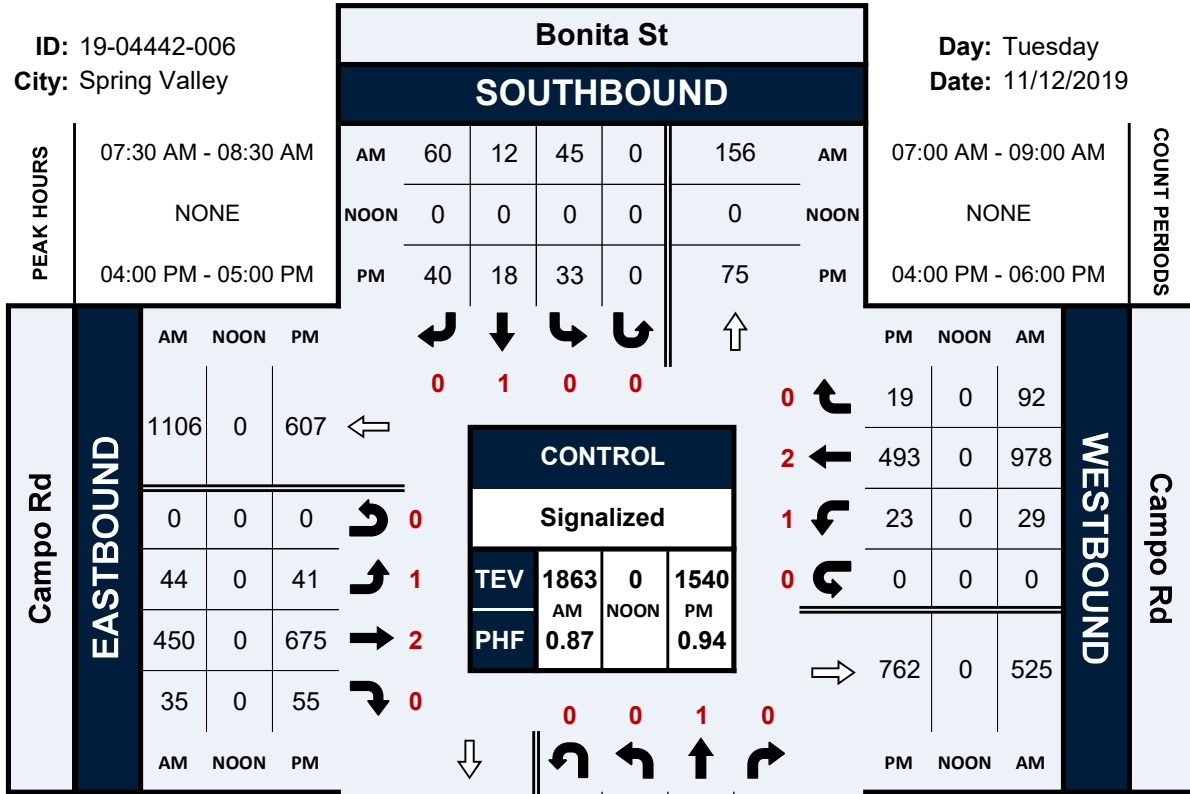 ID: 19-04442-006
City: Spring Valley
Bonita St
SOUTHBOUND
Day: Tuesday
Date: 11/12/2019
PEAK HOURS
07:30 AM - 08:30 AM
NONE
04:00 PM - 05:00 PM
AM 60 12 45 0 156 AM
NOON 0 0 0 0 0 NOON
PM 40 18 33 0 75 PM
07:00 AM - 09:00 AM
NONE
04:00 PM - 06:00 PM
COUNT PERIODS
0 1 0 0
Campo Rd
EASTBOUND
AM NOON PM
1106 0 607
0 0 0 0
44 0 41 1
450 0 675 2
35 0 55 0
AM NOON PM
CONTROL
Signalized
TEV 1863 0 1540
AM NOON PM
PHF 0.87 0.94
PM NOON AM
0 19 0 92
2 493 0 978
1 23 0 29
0 0 0 0
762 0 525
PM NOON AM
WESTBOUND
Campo Rd
0 0 1 0